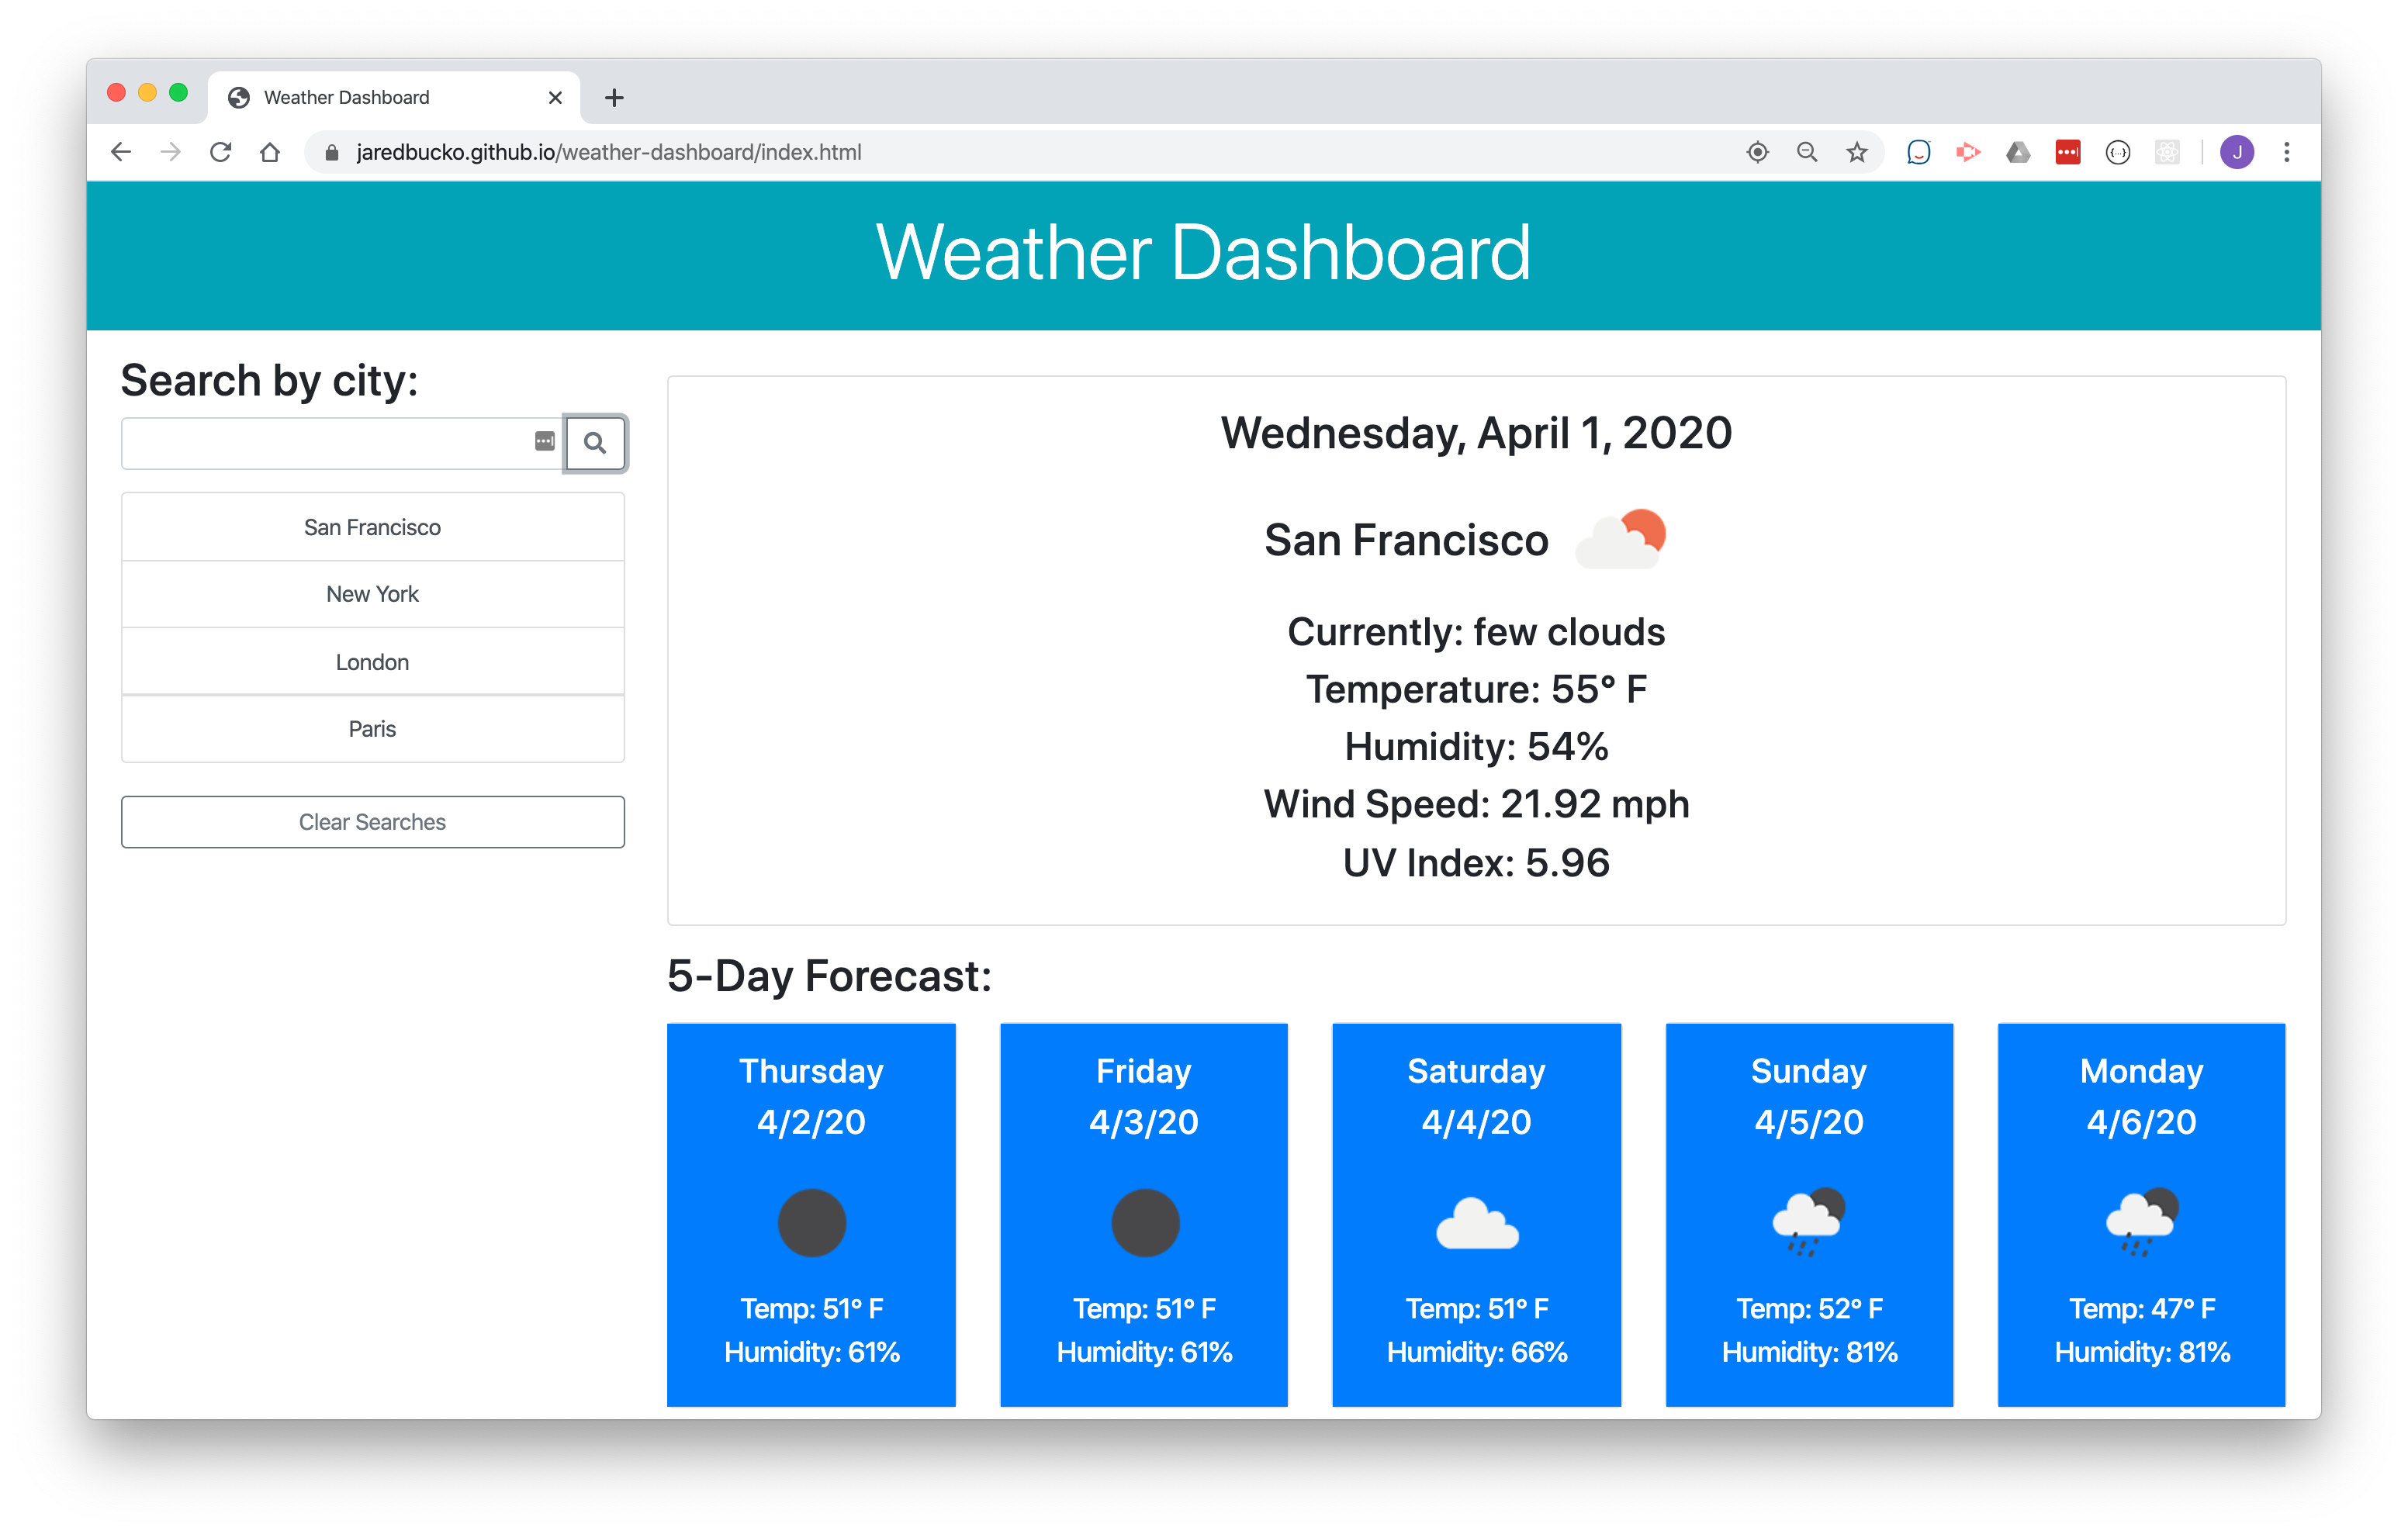 Weather Dashboard
jaredbucko.github.io/weather-dashboard/index.html
J
Weather Dashboard
Search by city:
San Francisco
New York
London
Paris
Clear Searches
Wednesday, April 1, 2020
San Francisco
Currently: few clouds
Temperature: 55° F
Humidity: 54%
Wind Speed: 21.92 mph
UV Index: 5.96
5-Day Forecast:
Thursday
4/2/20
Temp: 51° F
Humidity: 61%
Friday
4/3/20
Temp: 51° F
Humidity: 61%
Saturday
4/4/20
Temp: 51° F
Humidity: 66%
Sunday
4/5/20
Temp: 52° F
Humidity: 81%
Monday
4/6/20
Temp: 47° F
Humidity: 81%